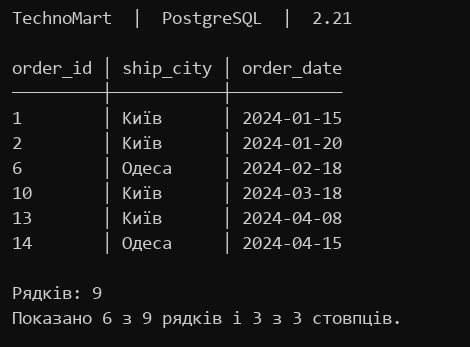 TechnoMart | PostgreSQL | 2.21
order_id | ship_city | order_date
1 | Київ | 2024-01-15
2 | Київ | 2024-01-20
6 | Одеса | 2024-02-18
10 | Київ | 2024-03-18
13 | Київ | 2024-04-08
14 | Одеса | 2024-04-15
Рядків: 9
Показано 6 з 9 рядків і 3 з 3 стовпців.